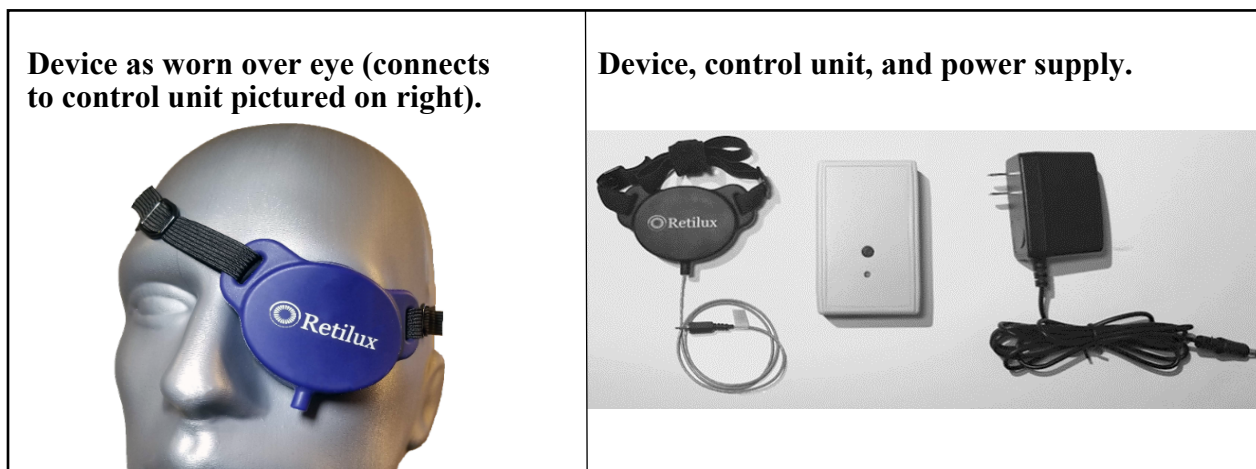 Device as worn over eye (connects
to control unit pictured on right).
Retilux
Device, control unit, and power supply.
Retilux